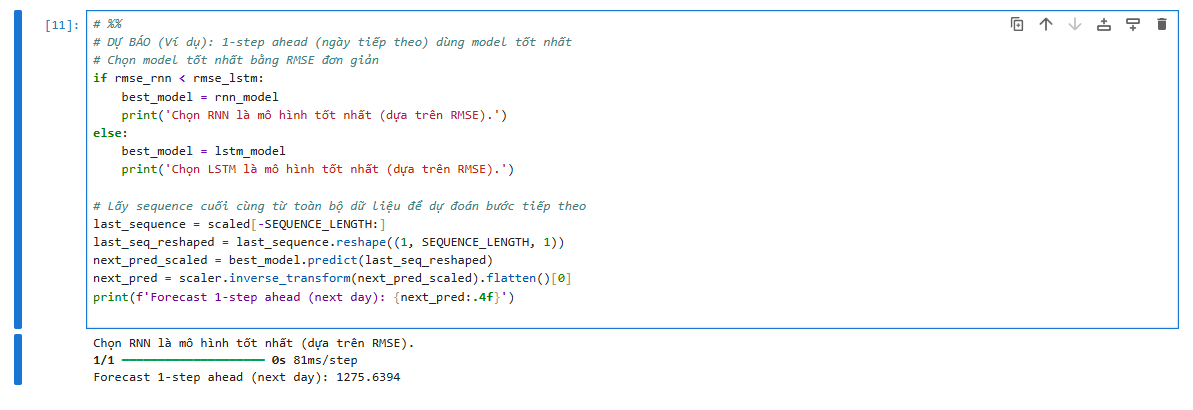 [11]:
# %%
# DỰ BÁO (Ví dụ): 1-step ahead (ngày tiếp theo) dùng model tốt nhất
# Chọn model tốt nhất bằng RMSE đơn giản
if rmse_rnn < rmse_lstm:
    best_model = rnn_model
    print('Chọn RNN là mô hình tốt nhất (dựa trên RMSE).')
else:
    best_model = lstm_model
    print('Chọn LSTM là mô hình tốt nhất (dựa trên RMSE).')

# Lấy sequence cuối cùng từ toàn bộ dữ liệu để dự đoán bước tiếp theo
last_sequence = scaled[-SEQUENCE_LENGTH:]
last_seq_reshaped = last_sequence.reshape((1, SEQUENCE_LENGTH, 1))
next_pred_scaled = best_model.predict(last_seq_reshaped)
next_pred = scaler.inverse_transform(next_pred_scaled).flatten()[0]
print(f'Forecast 1-step ahead (next day): {next_pred:.4f}')
Chọn RNN là mô hình tốt nhất (dựa trên RMSE).
1/1 ━━━━━━━━━━━━━━━━━━━━ 0s 81ms/step
Forecast 1-step ahead (next day): 1275.6394